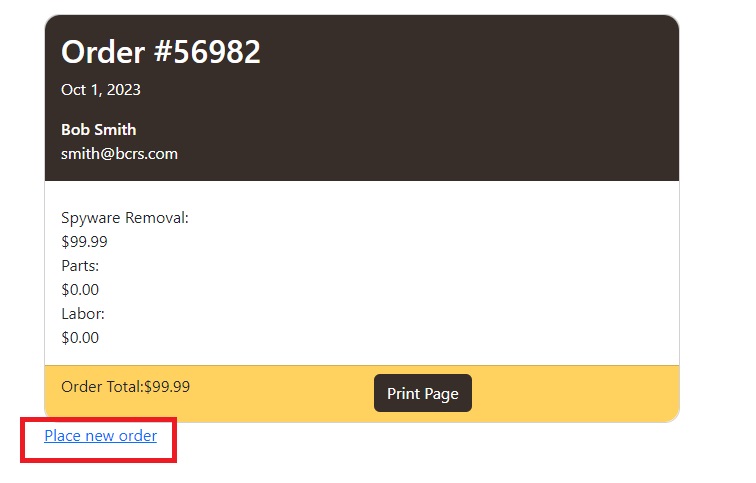 Order #56982
Oct 1, 2023
Bob Smith
smith@bcrs.com
Spyware Removal:
$99.99
Parts:
$0.00
Labor:
$0.00
Order Total:$99.99
Print Page
Place new order